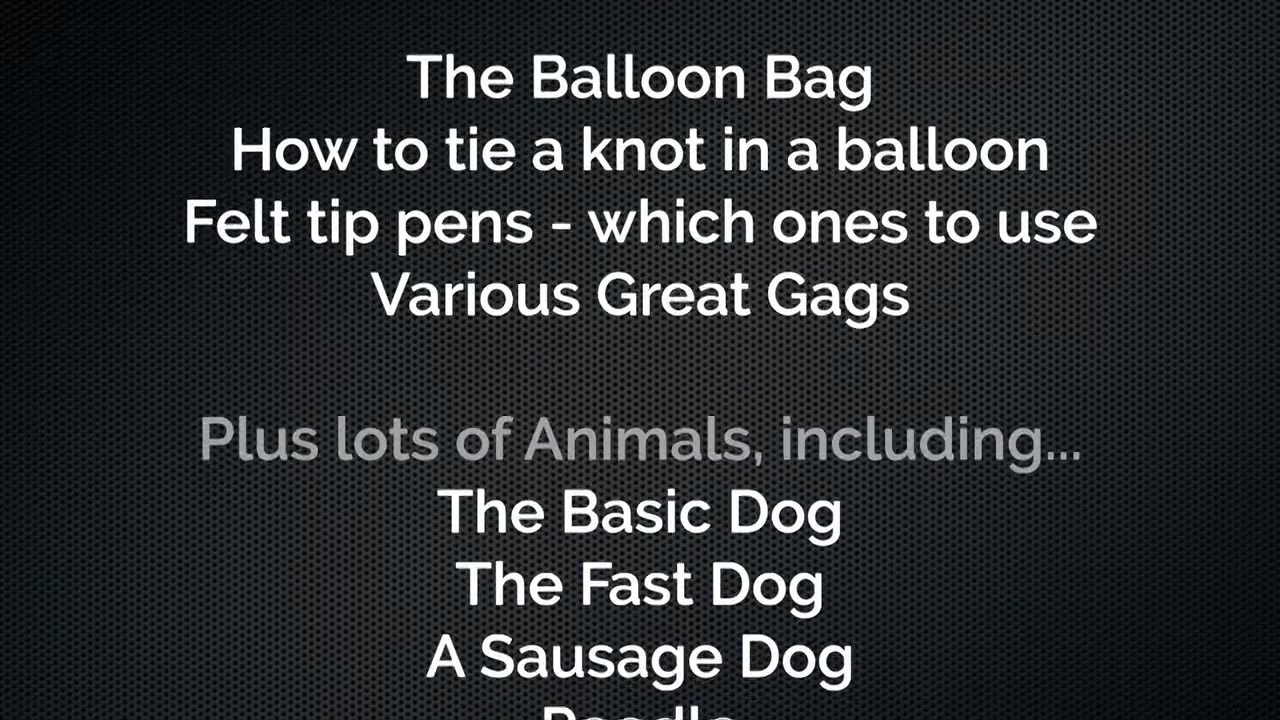 The Balloon Bag
How to tie a knot in a balloon
Felt tip pens - which ones to use
Various Great Gags
Plus lots of Animals, including...
The Basic Dog
The Fast Dog
A Sausage Dog